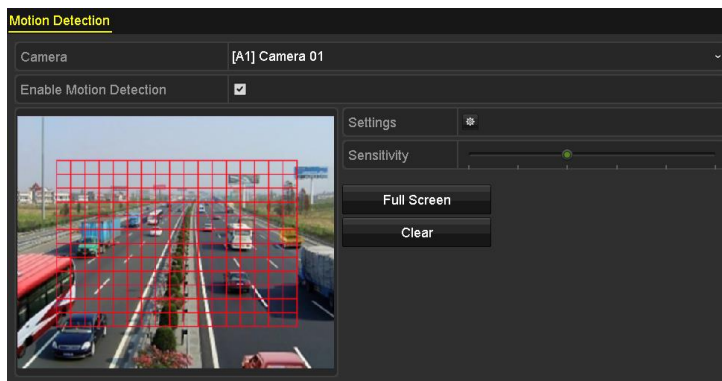 Motion Detection
Camera [A1] Camera 01
Enable Motion Detection
Settings
Sensitivity
Full Screen
Clear